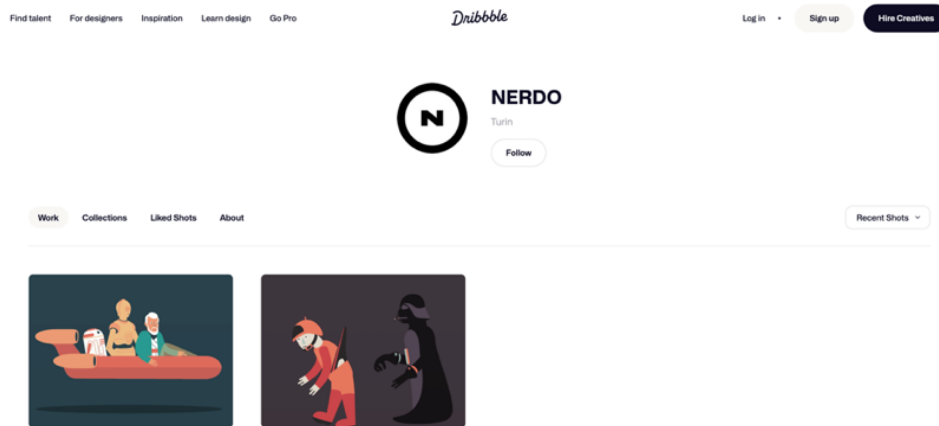 Find talent For designers Inspiration Learn design Go Pro Dribbble Log in • Sign up Hire Creatives
N
NERDO
Turin
Follow
Work Collections Liked Shots About Recent Shots